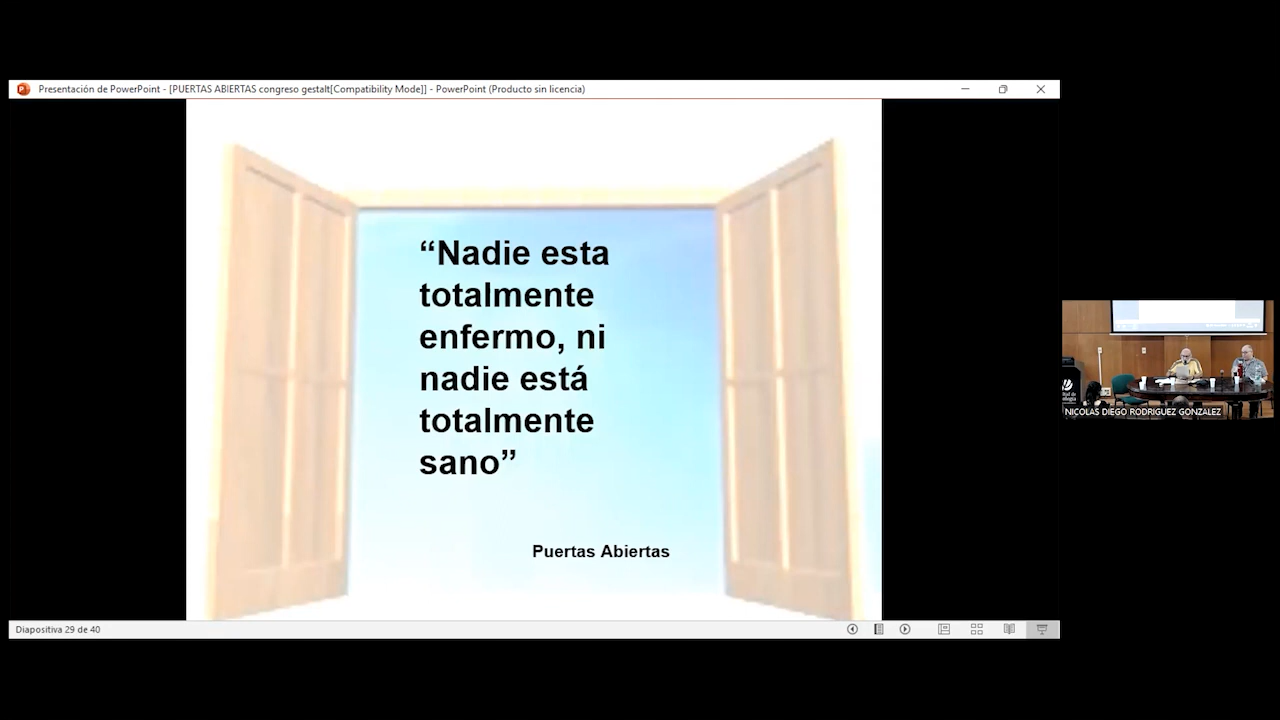 Presentación de PowerPoint - [PUERTAS ABIERTAS congreso gestalt[Compatibility Mode]] - PowerPoint (Producto sin licencia)
“Nadie esta
totalmente
enfermo, ni
nadie está
totalmente
sano”
Puertas Abiertas
NICOLAS DIEGO RODRIGUEZ GONZALEZ
Diapositiva 29 de 40